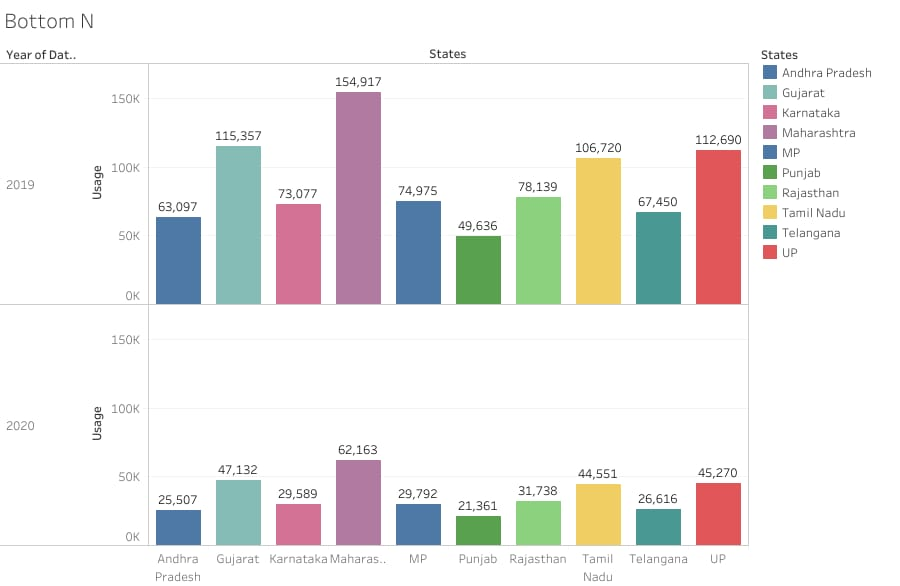 Bottom N
Year of Dat..
States
States
Andhra Pradesh
Gujarat
Karnataka
Maharashtra
MP
Punjab
Rajasthan
Tamil Nadu
Telangana
UP
2019
Usage
150K
100K
50K
0K
63,097
115,357
73,077
154,917
74,975
49,636
78,139
106,720
67,450
112,690
2020
Usage
150K
100K
50K
0K
25,507
47,132
29,589
62,163
29,792
21,361
31,738
44,551
26,616
45,270
Andhra
Pradesh
Gujarat
Karnataka
Maharas..
MP
Punjab
Rajasthan
Tamil
Nadu
Telangana
UP